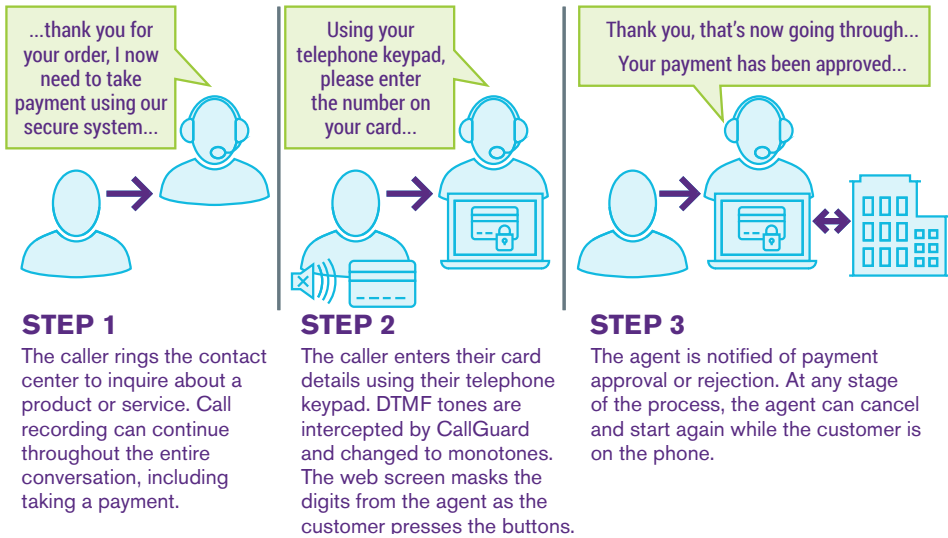 ...thank you for
your order, I now
need to take
payment using our
secure system...
Using your
telephone keypad,
please enter
the number on
your card...
Thank you, that's now going through...
Your payment has been approved...
STEP 1
The caller rings the contact
center to inquire about a
product or service. Call
recording can continue
throughout the entire
conversation, including
taking a payment.
STEP 2
The caller enters their card
details using their telephone
keypad. DTMF tones are
intercepted by CallGuard
and changed to monotones.
The web screen masks the
digits from the agent as the
customer presses the buttons.
STEP 3
The agent is notified of payment
approval or rejection. At any stage
of the process, the agent can cancel
and start again while the customer is
on the phone.